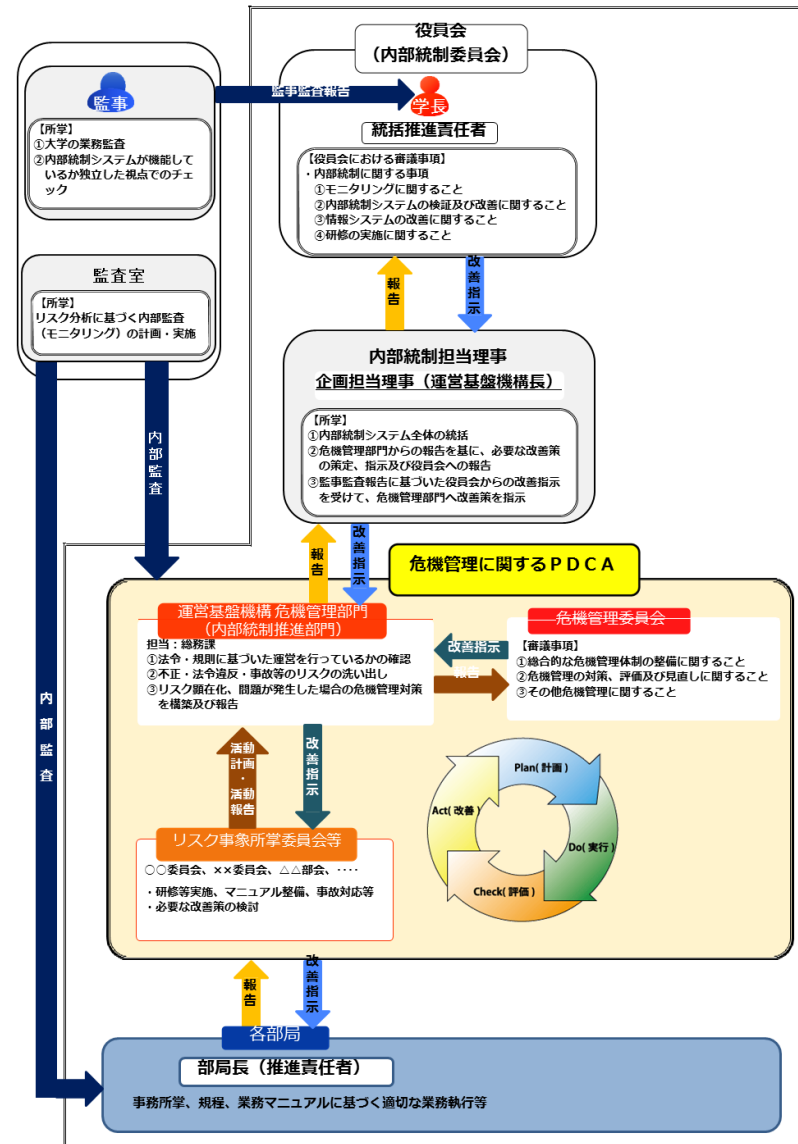 役員会
（内部統制委員会）
監事
監事監査報告
学長
統括推進責任者
【所掌】
①大学の業務監査
②内部統制システムが機能して
いるか独立した視点でのチェ
ック
【役員会における審議事項】
・内部統制に関する事項
①モニタリングに関すること
②内部統制システムの検証及び改善に関すること
③情報システムの改善に関すること
④研修の実施に関すること
監査室
【所掌】
リスク分析に基づく内部監査
（モニタリング）の計画・実施
報告
改善指示
内部統制担当理事
企画担当理事（運営基盤機構長）
【所掌】
①内部統制システム全体の統括
②危機管理部門からの報告を基に、必要な改善策
の策定、指示及び役員会への報告
③監事監査報告に基づいた役員会からの改善指示
を受けて、危機管理部門へ改善策を指示
内部監査
報告
改善指示
危機管理に関するＰＤＣＡ
運営基盤機構 危機管理部門
（内部統制推進部門）
担当：総務課
①法令・規則に基づいた運営を行っているかの確認
②不正・法令違反・事故等のリスクの洗い出し
③リスク顕在化、問題が発生した場合の危機管理対策
を構築及び報告
改善指示
報告
危機管理委員会
【審議事項】
①総合的な危機管理体制の整備に関すること
②危機管理の対策、評価及び見直しに関すること
③その他危機管理に関すること
内部監査
活動
計画
・
活動
報告
改善指示
Plan(計画)
Act(改善)
Do(実行)
Check(評価)
リスク事象所掌委員会等
○○委員会、××委員会、△△部会、‥‥
・研修等実施、マニュアル整備、事故対応等
・必要な改善策の検討
報告
改善指示
各部局
部局長（推進責任者）
事務所掌、規程、業務マニュアルに基づく適切な業務執行等